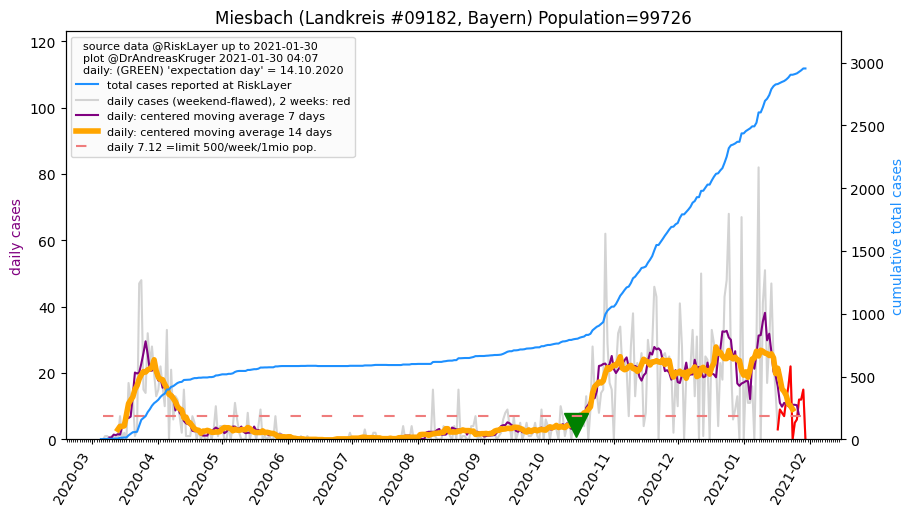 Miesbach (Landkreis #09182, Bayern) Population=99726
source data @RiskLayer up to 2021-01-30
plot @DrAndreasKruger 2021-01-30 04:07
daily: (GREEN) 'expectation day' = 14.10.2020
total cases reported at RiskLayer
daily cases (weekend-flawed), 2 weeks: red
daily: centered moving average 7 days
daily: centered moving average 14 days
daily 7.12 =limit 500/week/1mio pop.
daily cases
120
100
80
60
40
20
0
cumulative total cases
3000
2500
2000
1500
1000
500
0
2020-03
2020-04
2020-05
2020-06
2020-07
2020-08
2020-09
2020-10
2020-11
2020-12
2021-01
2021-02